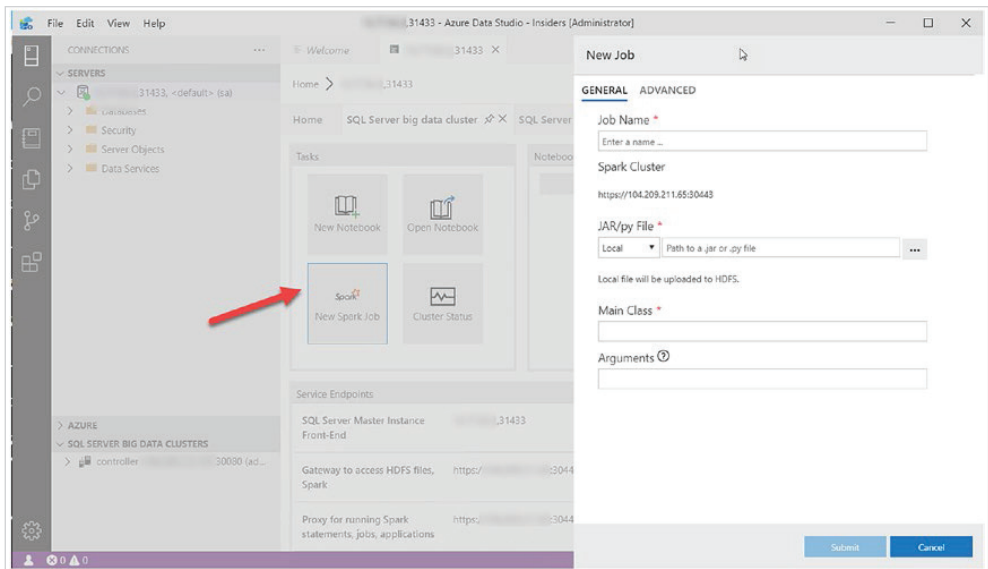 File Edit View Help
,31433 - Azure Data Studio - Insiders [Administrator]
CONNECTIONS
SERVERS
31433, <default> (sa)
Databases
Security
Server Objects
Data Services
AZURE
SQL SERVER BIG DATA CLUSTERS
controller 30080 (ad...
0 0
Welcome
31433
Home
,31433
Home
SQL Server big data cluster
SQL Server
Tasks
Noteboo
New Notebook
Open Notebook
Spark
New Spark Job
Cluster Status
Service Endpoints
SQL Server Master Instance
Front-End
,31433
Gateway to access HDFS files,
Spark
https:/ :3044
Proxy for running Spark
statements, jobs, applications
https: :3044
New Job
GENERAL ADVANCED
Job Name *
Enter a name ...
Spark Cluster
https://104.209.211.65:30443
JAR/py File *
Local
Path to a .jar or .py file
...
Local file will be uploaded to HDFS.
Main Class *
Arguments ?
Submit
Cancel